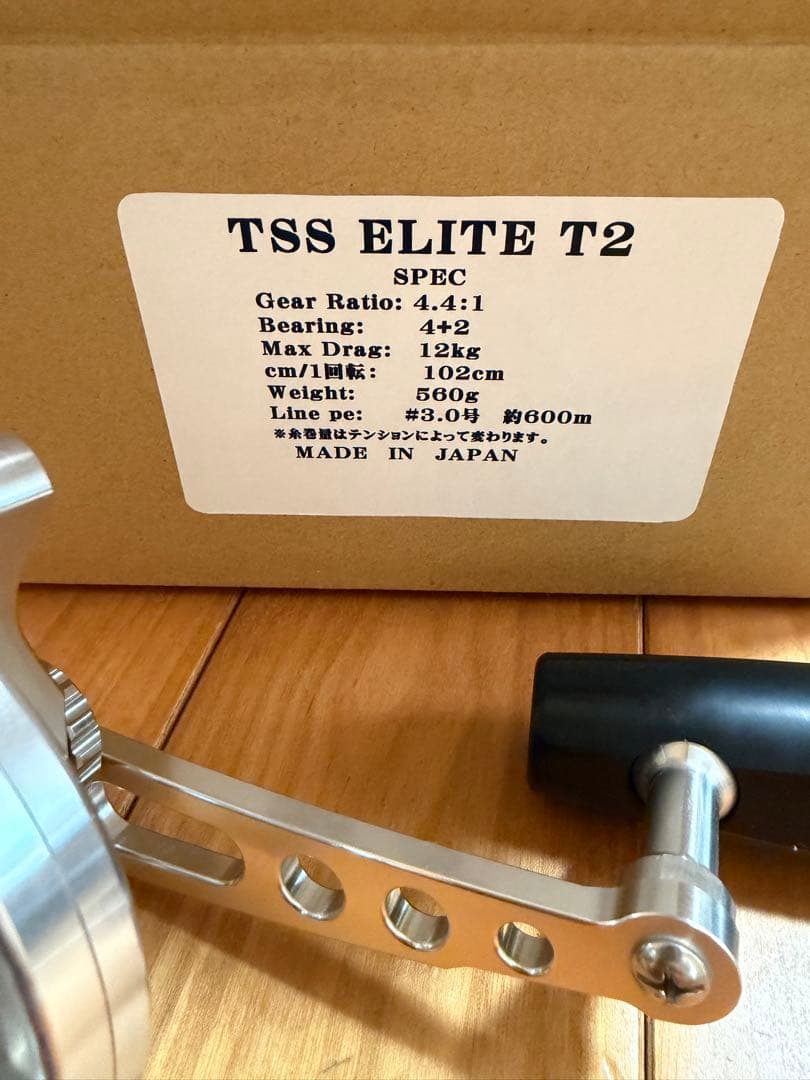 TSS ELITE T2
SPEC
Gear Ratio: 4.4:1
Bearing: 4+2
Max Drag: 12kg
cm/1回転: 102cm
Weight: 560g
Line pe: #3.0号 約600m
※糸巻量はテンションによって変わります。
MADE IN JAPAN